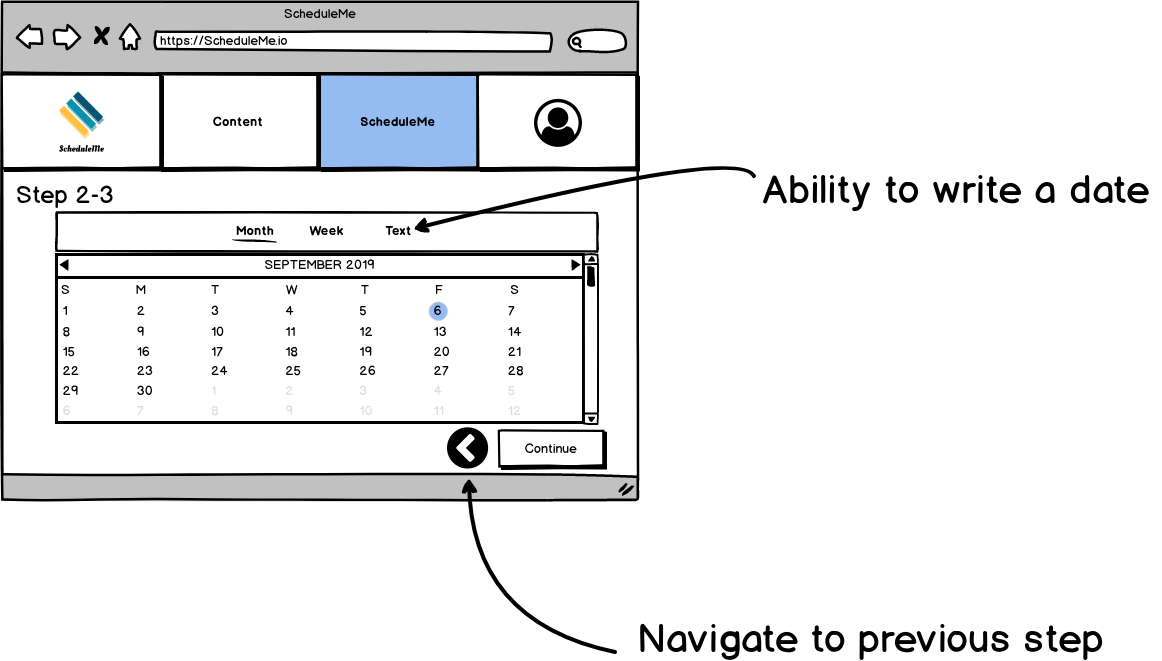 ScheduleMe
https://ScheduleMe.io
ScheduleMe
Content
ScheduleMe
Step 2-3
Ability to write a date
Month Week Text
SEPTEMBER 2019
S M T W T F S
1 2 3 4 5 6 7
8 9 10 11 12 13 14
15 16 17 18 19 20 21
22 23 24 25 26 27 28
29 30 1 2 3 4 5
6 7 8 9 10 11 12
Continue
Navigate to previous step